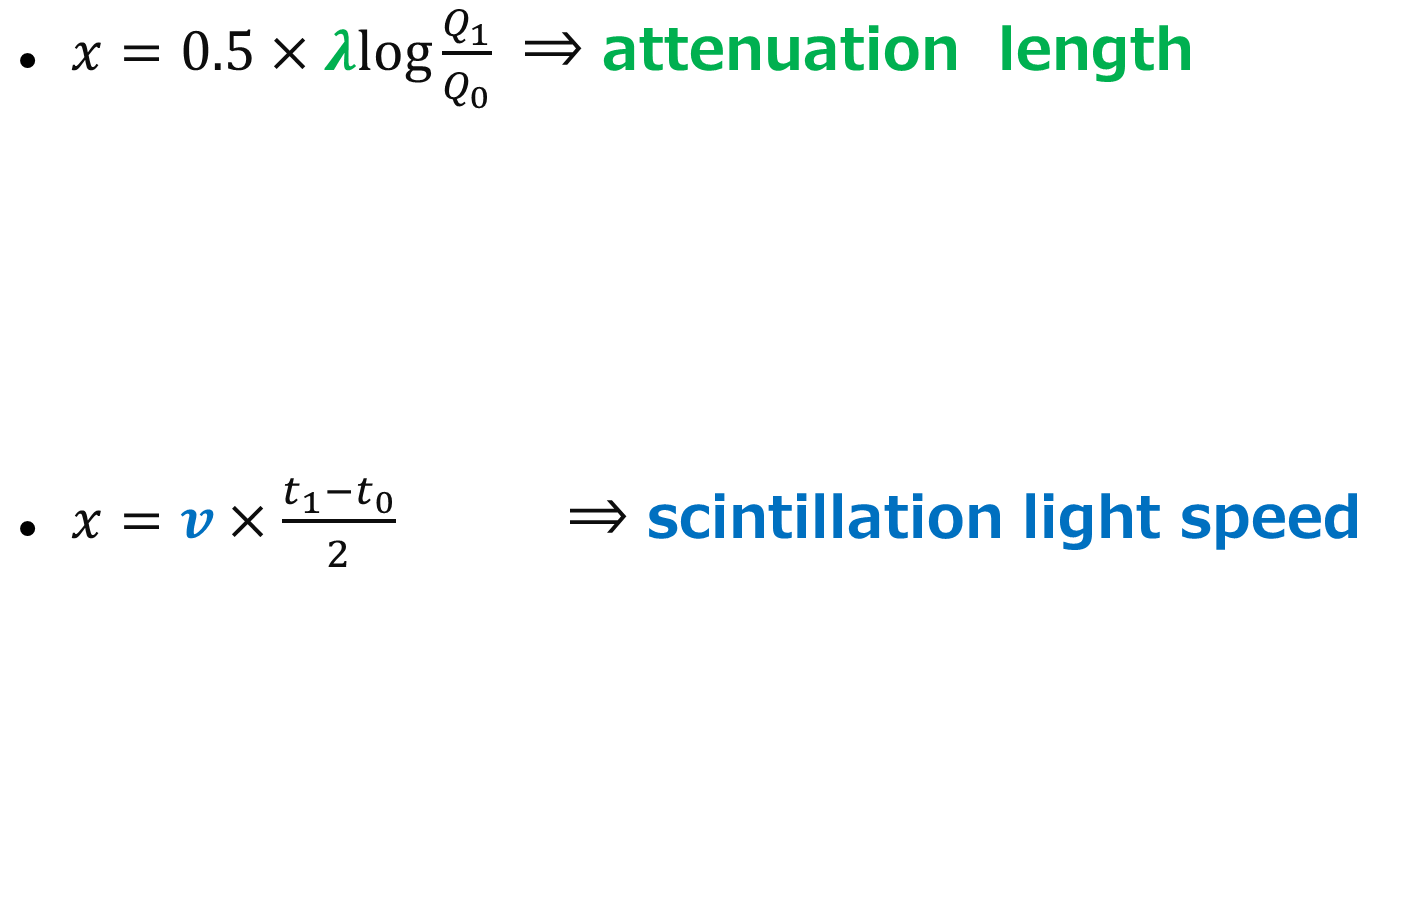 • x = 0.5 × λlog Q₁/Q₀ ⇒ attenuation length
• x = v × t₁−t₀/2 ⇒ scintillation light speed